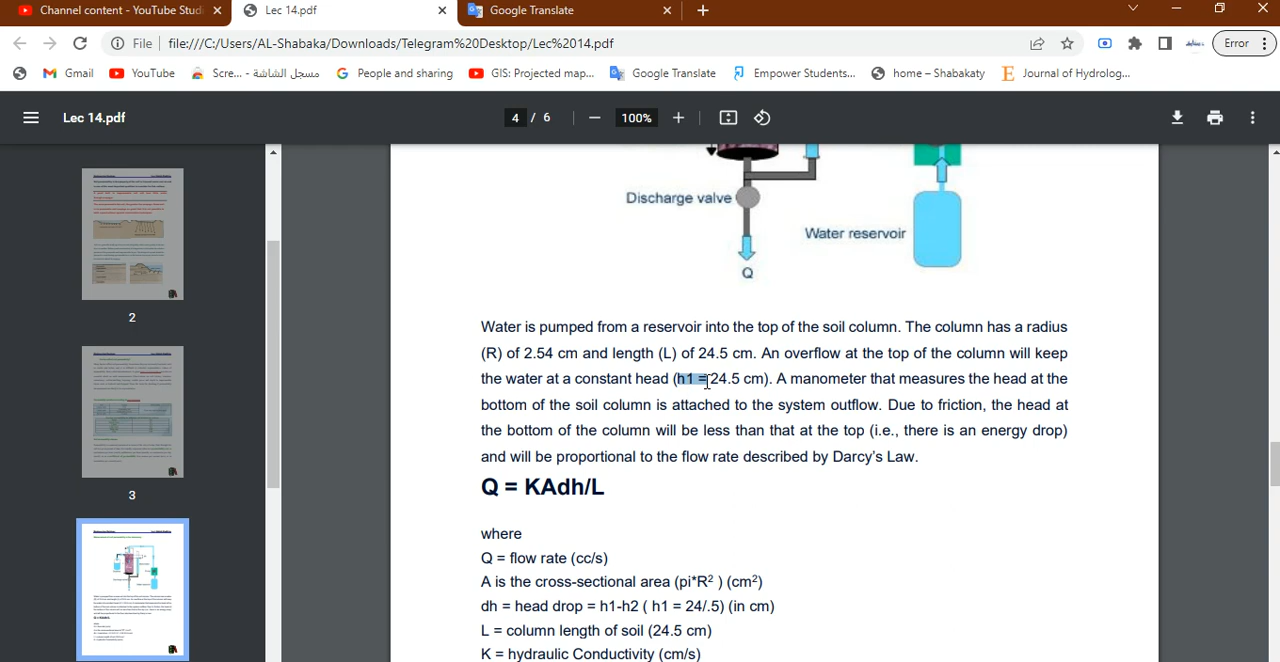 Channel content - YouTube Studi
Lec 14.pdf
Google Translate
File
file:///C:/Users/AL-Shabaka/Downloads/Telegram%20Desktop/Lec%2014.pdf
Error
Gmail
YouTube
Scre... - مسجل الشاشة
People and sharing
GIS: Projected map...
Google Translate
Empower Students...
home – Shabakaty
Journal of Hydrolog...
Lec 14.pdf
4 / 6
100%
2
3
Discharge valve
Water reservoir
Q
Water is pumped from a reservoir into the top of the soil column. The column has a radius
(R) of 2.54 cm and length (L) of 24.5 cm. An overflow at the top of the column will keep
the water at a constant head (h1 = 24.5 cm). A manometer that measures the head at the
bottom of the soil column is attached to the system outflow. Due to friction, the head at
the bottom of the column will be less than that at the top (i.e., there is an energy drop)
and will be proportional to the flow rate described by Darcy's Law.
Q = KAdh/L
where
Q = flow rate (cc/s)
A is the cross-sectional area (pi*R² ) (cm²)
dh = head drop = h1-h2 ( h1 = 24/.5) (in cm)
L = column length of soil (24.5 cm)
K = hydraulic Conductivity (cm/s)